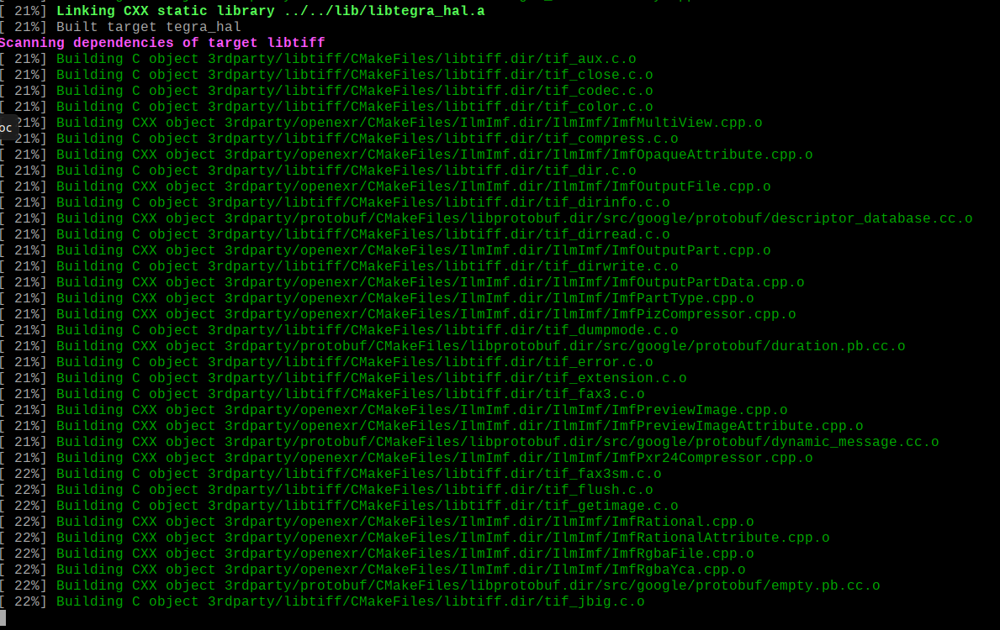 [ 21%] Linking CXX static library ../../lib/libtegra_hal.a
[ 21%] Built target tegra_hal
Scanning dependencies of target libtiff
[ 21%] Building C object 3rdparty/libtiff/CMakeFiles/libtiff.dir/tif_aux.c.o
[ 21%] Building C object 3rdparty/libtiff/CMakeFiles/libtiff.dir/tif_close.c.o
[ 21%] Building C object 3rdparty/libtiff/CMakeFiles/libtiff.dir/tif_codec.c.o
[ 21%] Building C object 3rdparty/libtiff/CMakeFiles/libtiff.dir/tif_color.c.o
[ 21%] Building CXX object 3rdparty/openexr/CMakeFiles/IlmImf.dir/IlmImf/ImfMultiView.cpp.o
oc
[ 21%] Building C object 3rdparty/libtiff/CMakeFiles/libtiff.dir/tif_compress.c.o
[ 21%] Building CXX object 3rdparty/openexr/CMakeFiles/IlmImf.dir/IlmImf/ImfOpaqueAttribute.cpp.o
[ 21%] Building C object 3rdparty/libtiff/CMakeFiles/libtiff.dir/tif_dir.c.o
[ 21%] Building CXX object 3rdparty/openexr/CMakeFiles/IlmImf.dir/IlmImf/ImfOutputFile.cpp.o
[ 21%] Building C object 3rdparty/libtiff/CMakeFiles/libtiff.dir/tif_dirinfo.c.o
[ 21%] Building CXX object 3rdparty/protobuf/CMakeFiles/libprotobuf.dir/src/google/protobuf/descriptor_database.cc.o
[ 21%] Building C object 3rdparty/libtiff/CMakeFiles/libtiff.dir/tif_dirread.c.o
[ 21%] Building CXX object 3rdparty/openexr/CMakeFiles/IlmImf.dir/IlmImf/ImfOutputPart.cpp.o
[ 21%] Building C object 3rdparty/libtiff/CMakeFiles/libtiff.dir/tif_dirwrite.c.o
[ 21%] Building CXX object 3rdparty/openexr/CMakeFiles/IlmImf.dir/IlmImf/ImfOutputPartData.cpp.o
[ 21%] Building CXX object 3rdparty/openexr/CMakeFiles/IlmImf.dir/IlmImf/ImfPartType.cpp.o
[ 21%] Building CXX object 3rdparty/openexr/CMakeFiles/IlmImf.dir/IlmImf/ImfPizCompressor.cpp.o
[ 21%] Building C object 3rdparty/libtiff/CMakeFiles/libtiff.dir/tif_dumpmode.c.o
[ 21%] Building CXX object 3rdparty/protobuf/CMakeFiles/libprotobuf.dir/src/google/protobuf/duration.pb.cc.o
[ 21%] Building C object 3rdparty/libtiff/CMakeFiles/libtiff.dir/tif_error.c.o
[ 21%] Building C object 3rdparty/libtiff/CMakeFiles/libtiff.dir/tif_extension.c.o
[ 21%] Building C object 3rdparty/libtiff/CMakeFiles/libtiff.dir/tif_fax3.c.o
[ 21%] Building CXX object 3rdparty/openexr/CMakeFiles/IlmImf.dir/IlmImf/ImfPreviewImage.cpp.o
[ 21%] Building CXX object 3rdparty/openexr/CMakeFiles/IlmImf.dir/IlmImf/ImfPreviewImageAttribute.cpp.o
[ 21%] Building CXX object 3rdparty/protobuf/CMakeFiles/libprotobuf.dir/src/google/protobuf/dynamic_message.cc.o
[ 21%] Building CXX object 3rdparty/openexr/CMakeFiles/IlmImf.dir/IlmImf/ImfPxr24Compressor.cpp.o
[ 22%] Building C object 3rdparty/libtiff/CMakeFiles/libtiff.dir/tif_fax3sm.c.o
[ 22%] Building C object 3rdparty/libtiff/CMakeFiles/libtiff.dir/tif_flush.c.o
[ 22%] Building C object 3rdparty/libtiff/CMakeFiles/libtiff.dir/tif_getimage.c.o
[ 22%] Building CXX object 3rdparty/openexr/CMakeFiles/IlmImf.dir/IlmImf/ImfRational.cpp.o
[ 22%] Building CXX object 3rdparty/openexr/CMakeFiles/IlmImf.dir/IlmImf/ImfRationalAttribute.cpp.o
[ 22%] Building CXX object 3rdparty/openexr/CMakeFiles/IlmImf.dir/IlmImf/ImfRgbaFile.cpp.o
[ 22%] Building CXX object 3rdparty/openexr/CMakeFiles/IlmImf.dir/IlmImf/ImfRgbaYca.cpp.o
[ 22%] Building CXX object 3rdparty/protobuf/CMakeFiles/libprotobuf.dir/src/google/protobuf/empty.pb.cc.o
[ 22%] Building C object 3rdparty/libtiff/CMakeFiles/libtiff.dir/tif_jbig.c.o